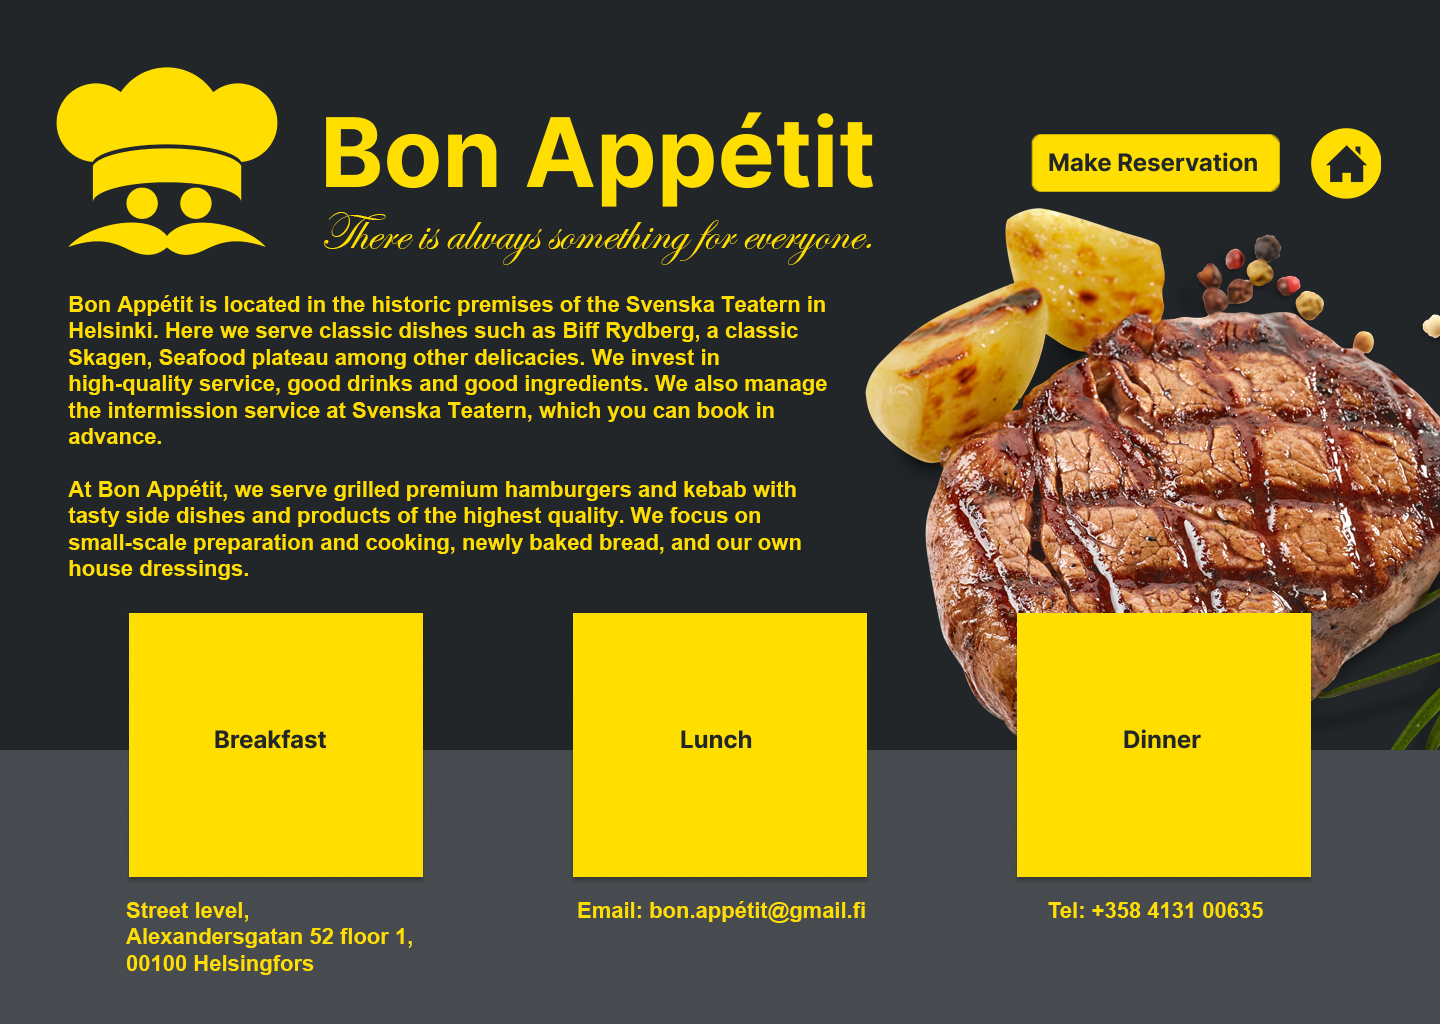 Bon Appétit
There is always something for everyone.
Make Reservation
Bon Appétit is located in the historic premises of the Svenska Teatern in
Helsinki. Here we serve classic dishes such as Biff Rydberg, a classic
Skagen, Seafood plateau among other delicacies. We invest in
high-quality service, good drinks and good ingredients. We also manage
the intermission service at Svenska Teatern, which you can book in
advance.
At Bon Appétit, we serve grilled premium hamburgers and kebab with
tasty side dishes and products of the highest quality. We focus on
small-scale preparation and cooking, newly baked bread, and our own
house dressings.
Breakfast
Lunch
Dinner
Street level,
Alexandersgatan 52 floor 1,
00100 Helsingfors
Email: bon.appétit@gmail.fi
Tel: +358 4131 00635